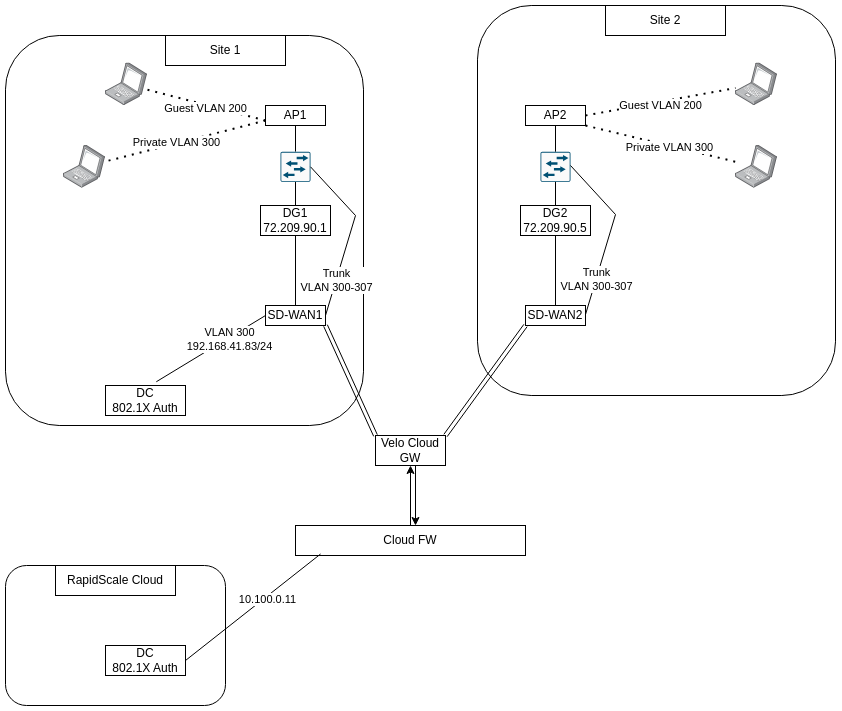 Site 1
Guest VLAN 200
Private VLAN 300
AP1
DG1
72.209.90.1
Trunk
VLAN 300-307
SD-WAN1
VLAN 300
192.168.41.83/24
DC
802.1X Auth
Site 2
AP2
Guest VLAN 200
Private VLAN 300
DG2
72.209.90.5
Trunk
VLAN 300-307
SD-WAN2
Velo Cloud
GW
Cloud FW
10.100.0.11
RapidScale Cloud
DC
802.1X Auth